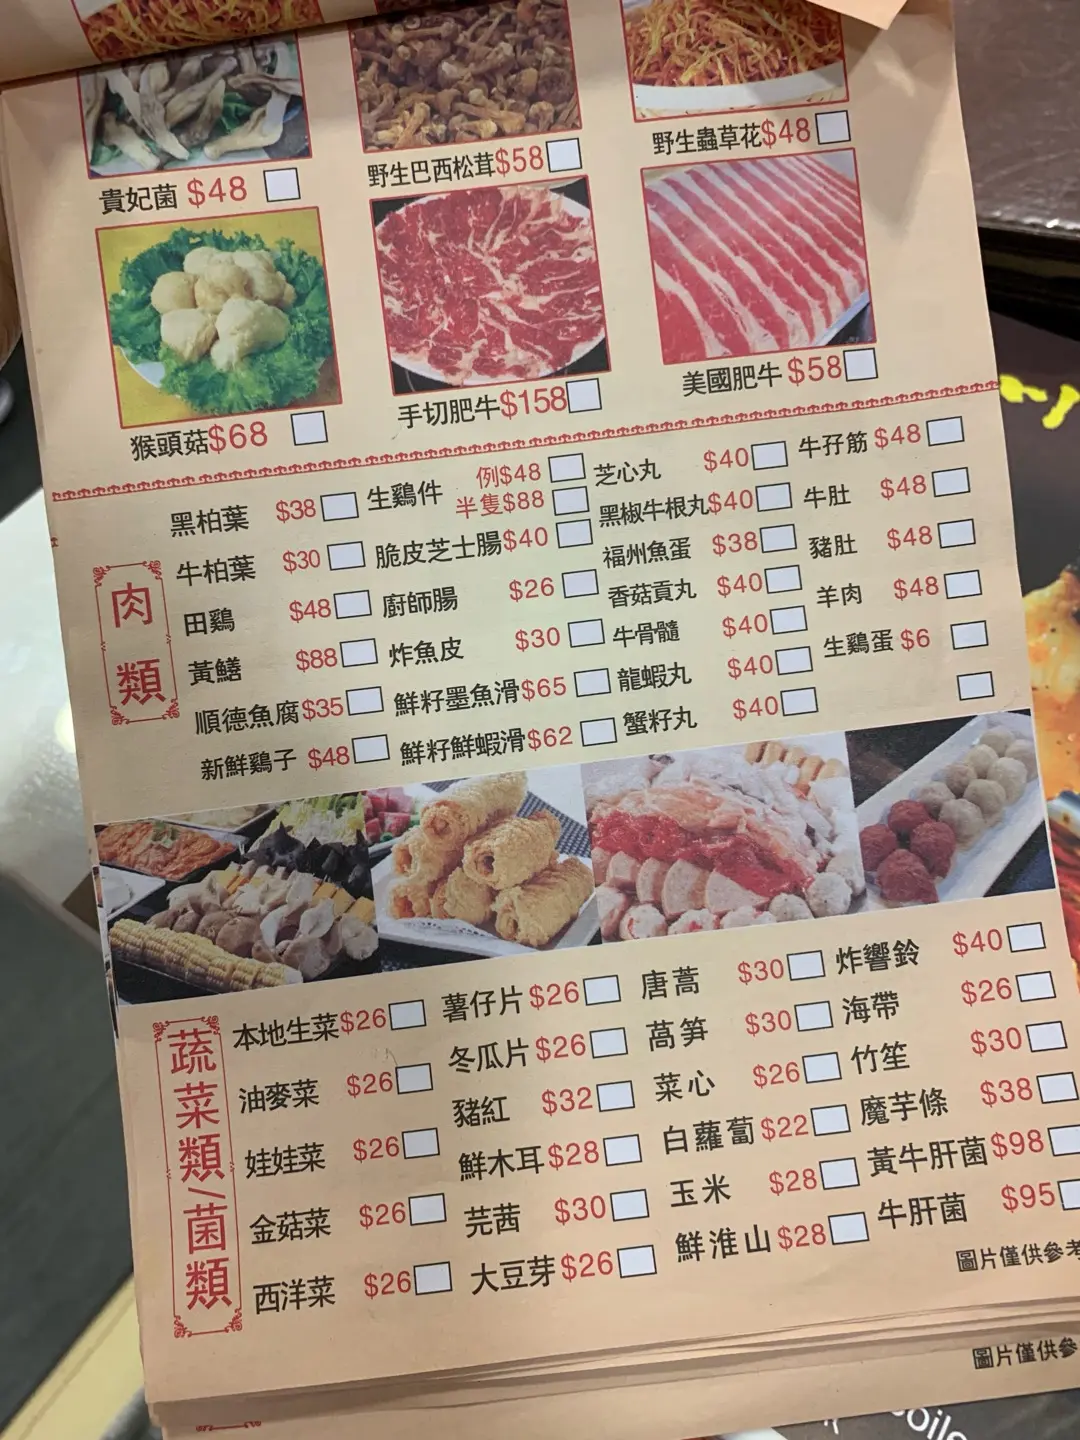 貴妃菌 $48
野生巴西松茸$58
野生蟲草花$48
猴頭菇$68
手切肥牛$158
美國肥牛 $58
肉類
黑柏葉 $38
牛柏葉 $30
田鷄 $48
黃鱔 $88
順德魚腐$35
新鮮鷄子 $48
生鷄件 例$48
半隻$88
脆皮芝士腸$40
廚師腸 $26
炸魚皮 $30
鮮籽墨魚滑$65
鮮籽鮮蝦滑$62
芝心丸 $40
黑椒牛根丸$40
福州魚蛋 $38
香菇貢丸 $40
牛骨髓 $40
龍蝦丸 $40
蟹籽丸 $40
牛孖筋 $48
牛肚 $48
豬肚 $48
羊肉 $48
生鷄蛋 $6
蔬菜類/菌類
本地生菜$26
油麥菜 $26
娃娃菜 $26
金菇菜 $26
西洋菜 $26
薯仔片 $26
冬瓜片 $26
豬紅 $32
鮮木耳 $28
芫茜 $30
大豆芽 $26
唐蒿 $30
萵笋 $30
菜心 $26
白蘿蔔 $22
玉米 $28
鮮淮山 $28
炸響鈴 $40
海帶 $26
竹笙 $30
魔芋條 $38
黃牛肝菌 $98
牛肝菌 $95
圖片僅供參考
圖片僅供參